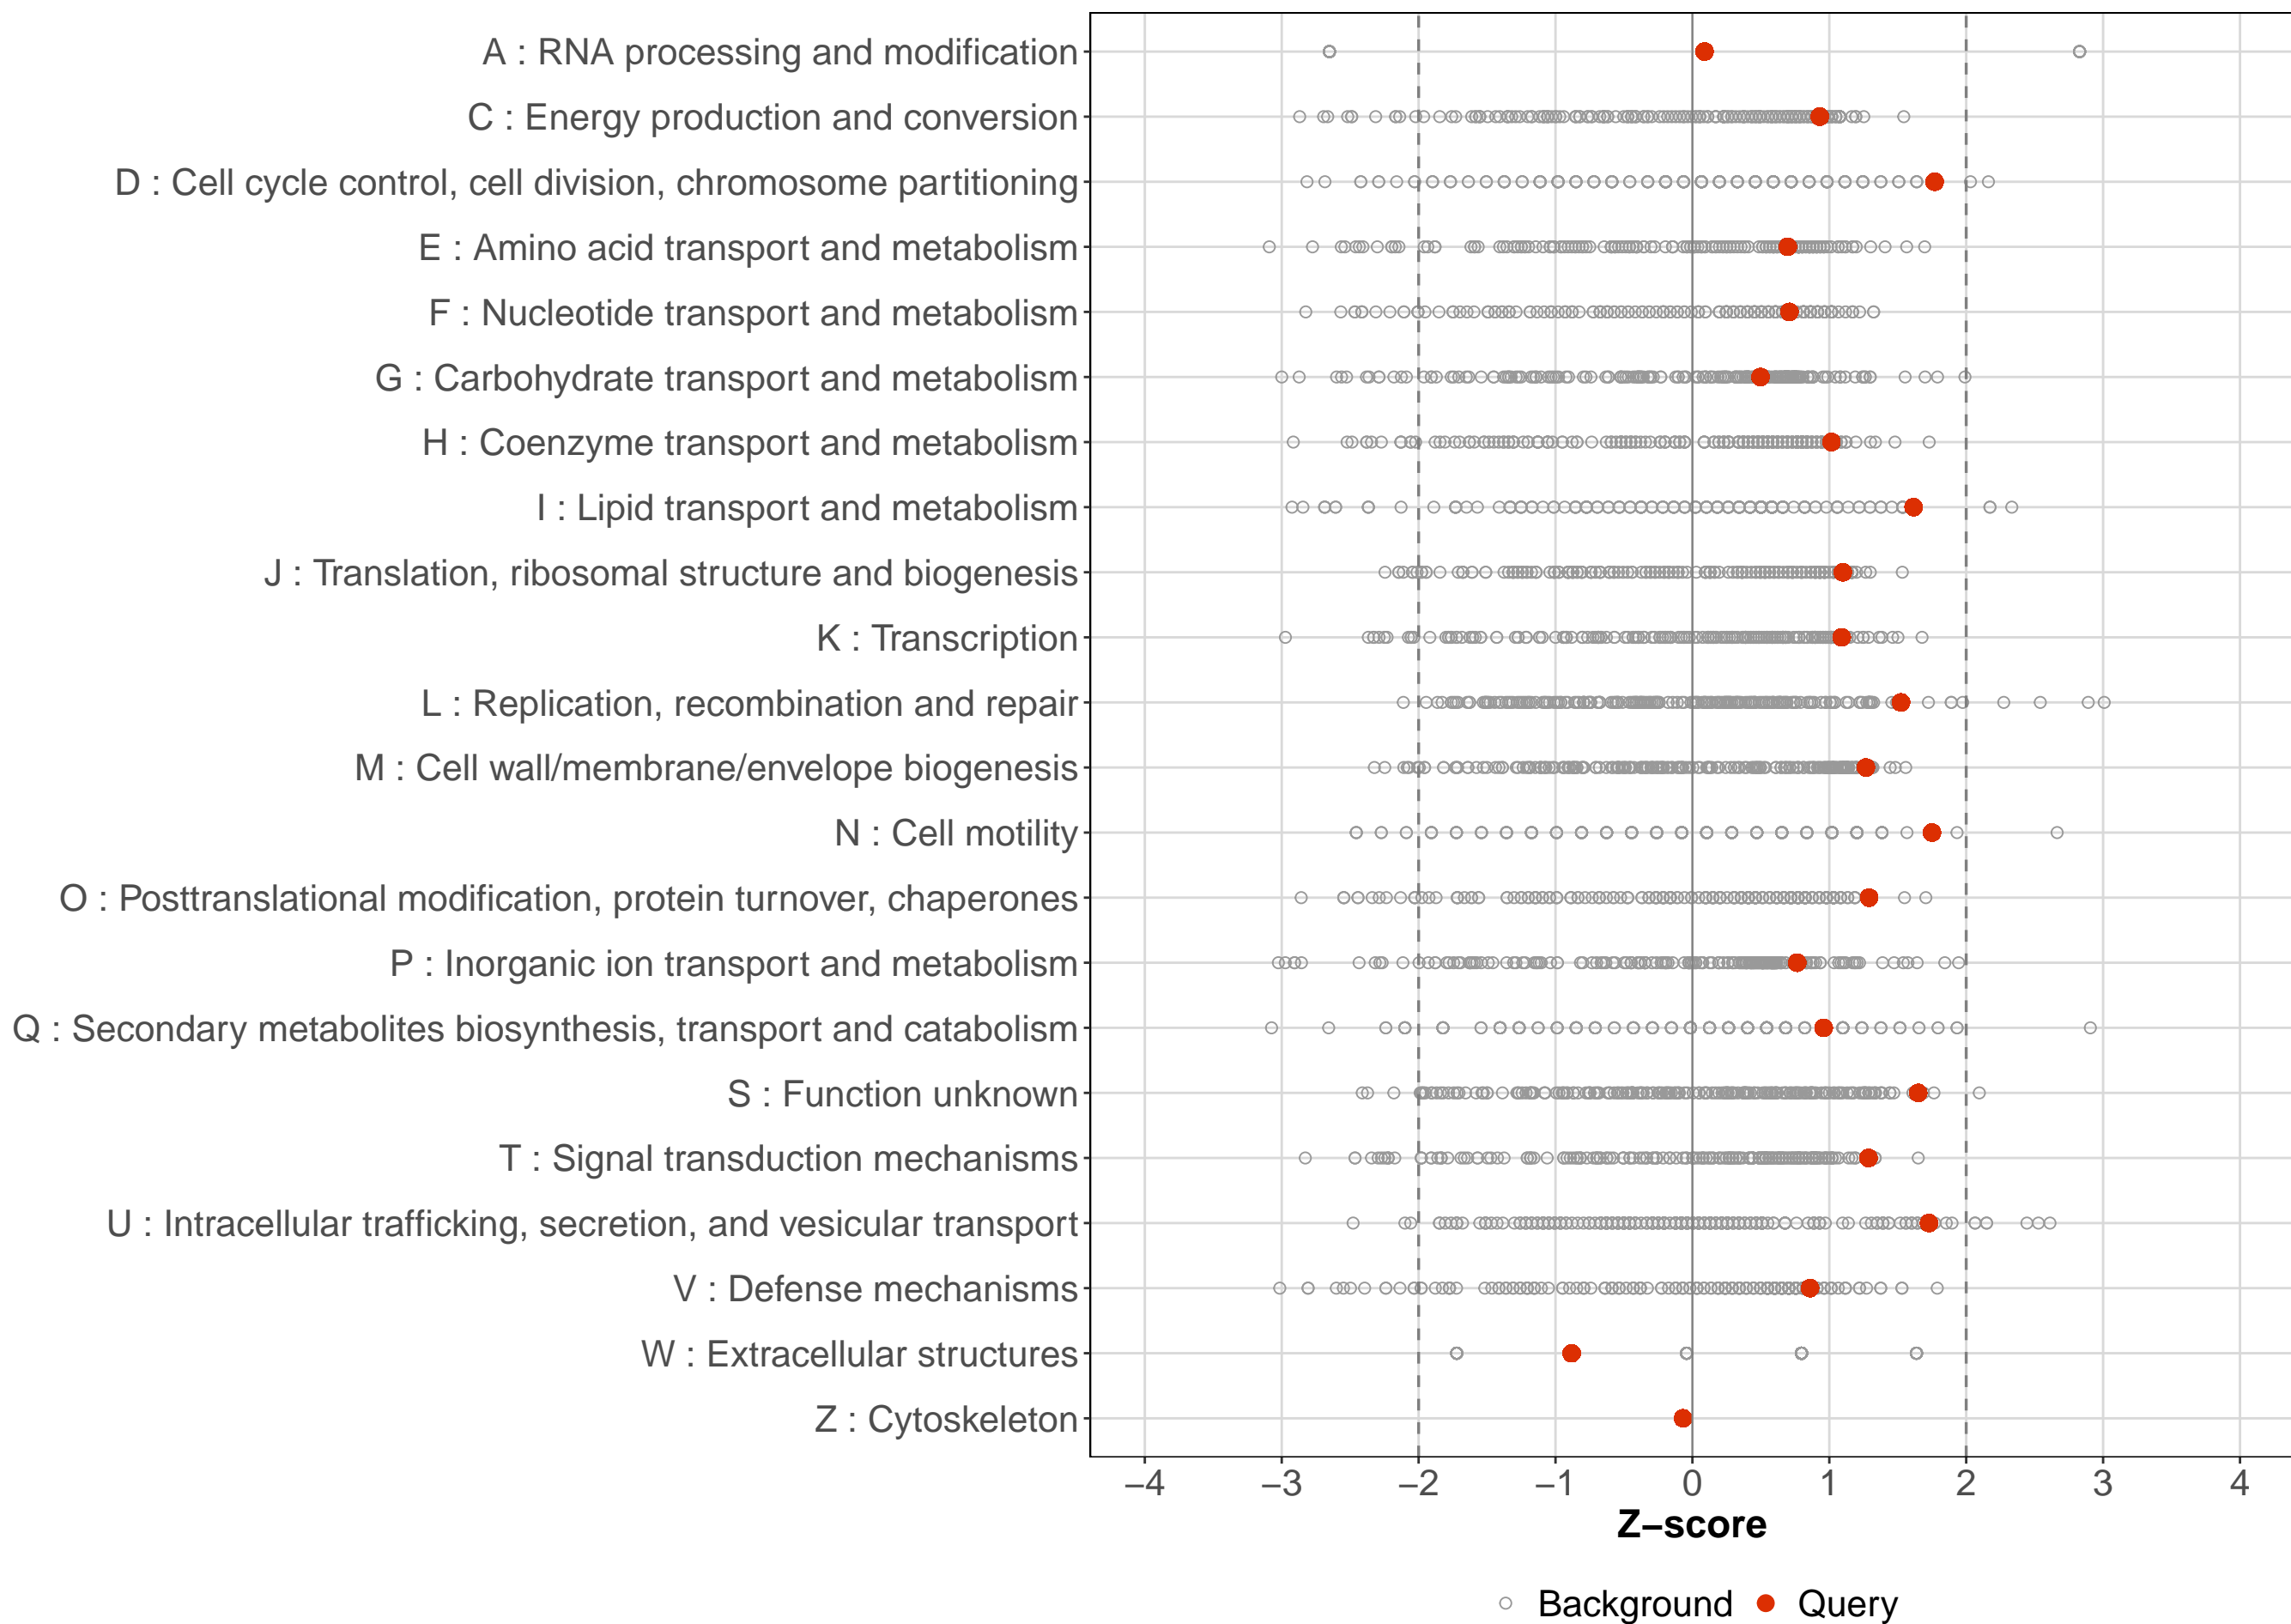 A : RNA processing and modification
C : Energy production and conversion
D : Cell cycle control, cell division, chromosome partitioning
E : Amino acid transport and metabolism
F : Nucleotide transport and metabolism
G : Carbohydrate transport and metabolism
H : Coenzyme transport and metabolism
I : Lipid transport and metabolism
J : Translation, ribosomal structure and biogenesis
K : Transcription
L : Replication, recombination and repair
M : Cell wall/membrane/envelope biogenesis
N : Cell motility
O : Posttranslational modification, protein turnover, chaperones
P : Inorganic ion transport and metabolism
Q : Secondary metabolites biosynthesis, transport and catabolism
S : Function unknown
T : Signal transduction mechanisms
U : Intracellular trafficking, secretion, and vesicular transport
V : Defense mechanisms
W : Extracellular structures
Z : Cytoskeleton
−4 −3 −2 −1 0 1 2 3 4
Z−score
Background Query